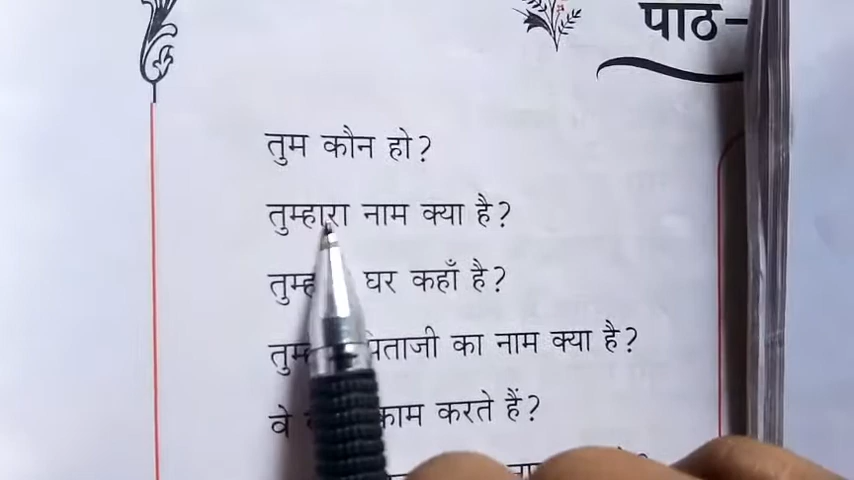 पाठ-
तुम कौन हो?
तुम्हारा नाम क्या है?
घर कहाँ है?
पिताजी का नाम क्या है?
वे काम करते हैं?